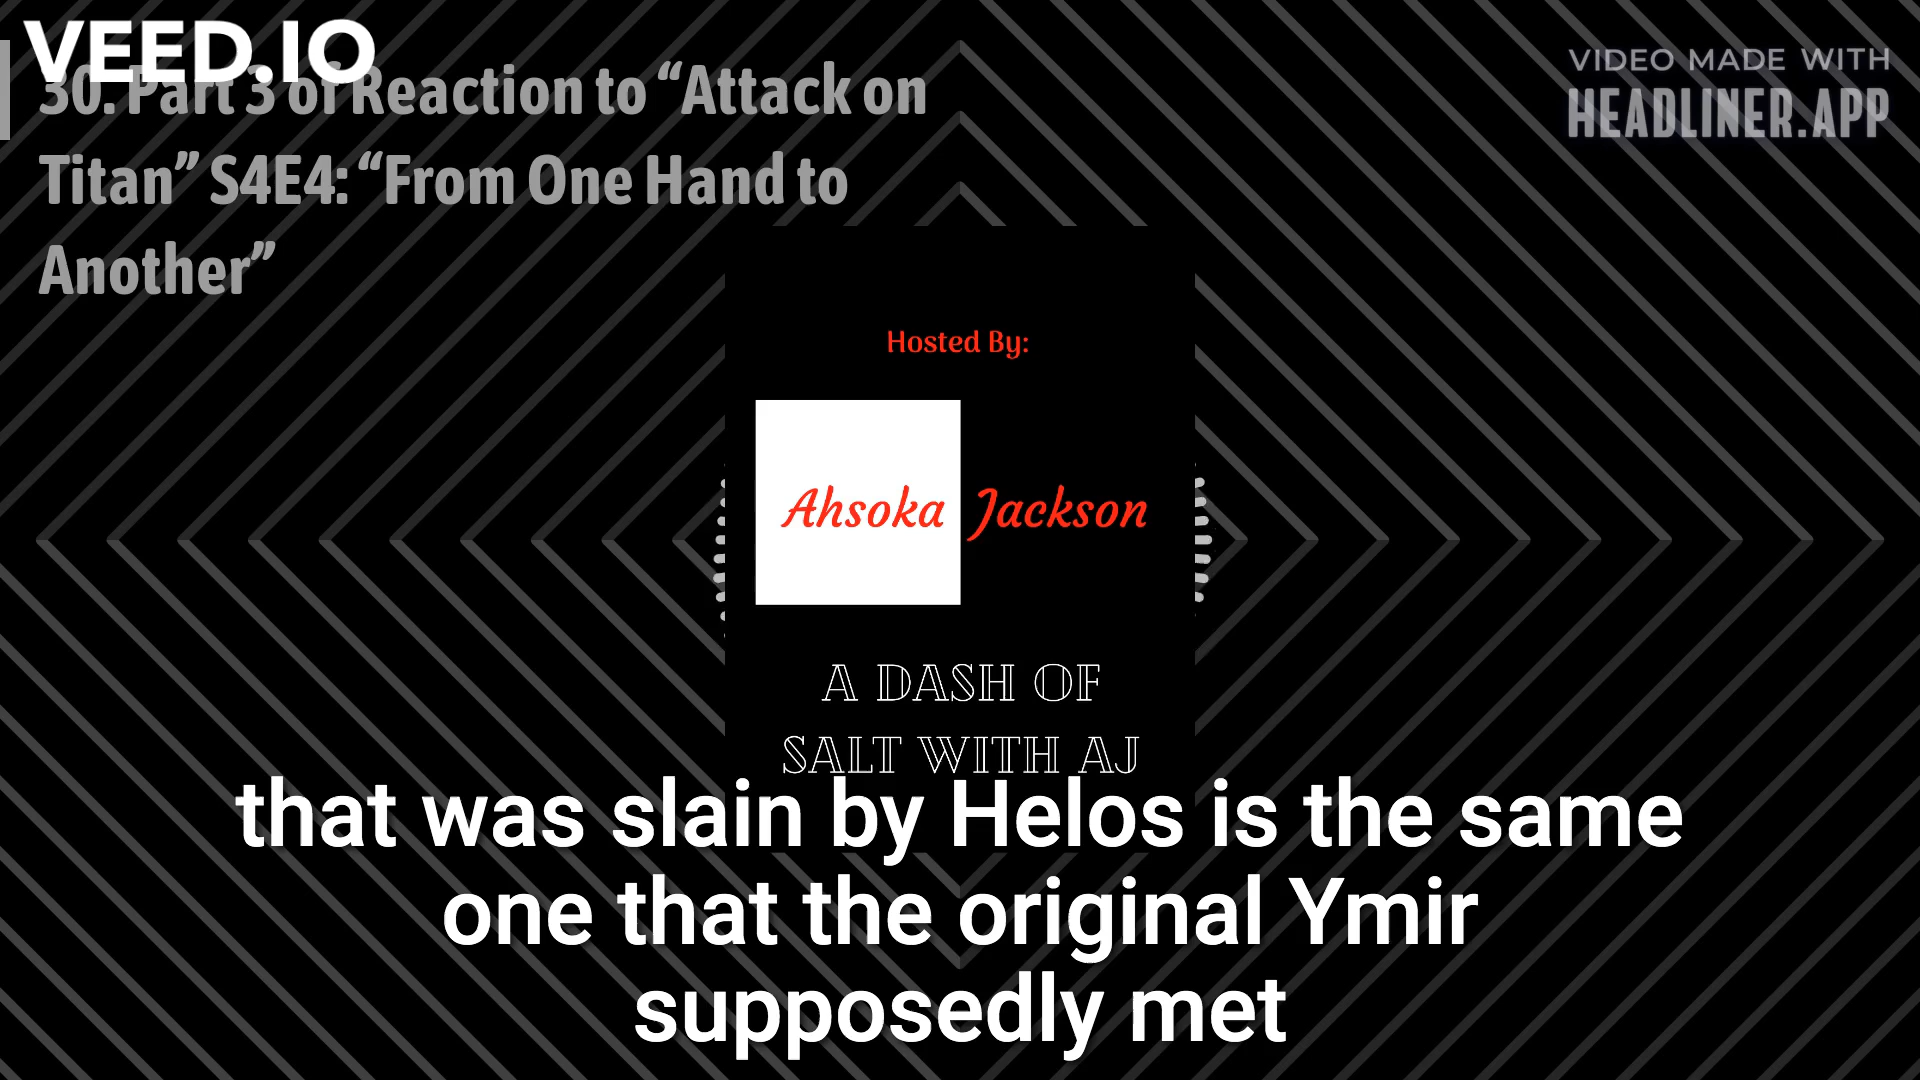 VEED.IO
30. Part 3 of Reaction to “Attack on
Titan” S4E4: “From One Hand to
Another”
VIDEO MADE WITH
HEADLINER.APP
Hosted By:
Ahsoka Jackson
A DASH OF
SALT WITH AJ
that was slain by Helos is the same
one that the original Ymir
supposedly met